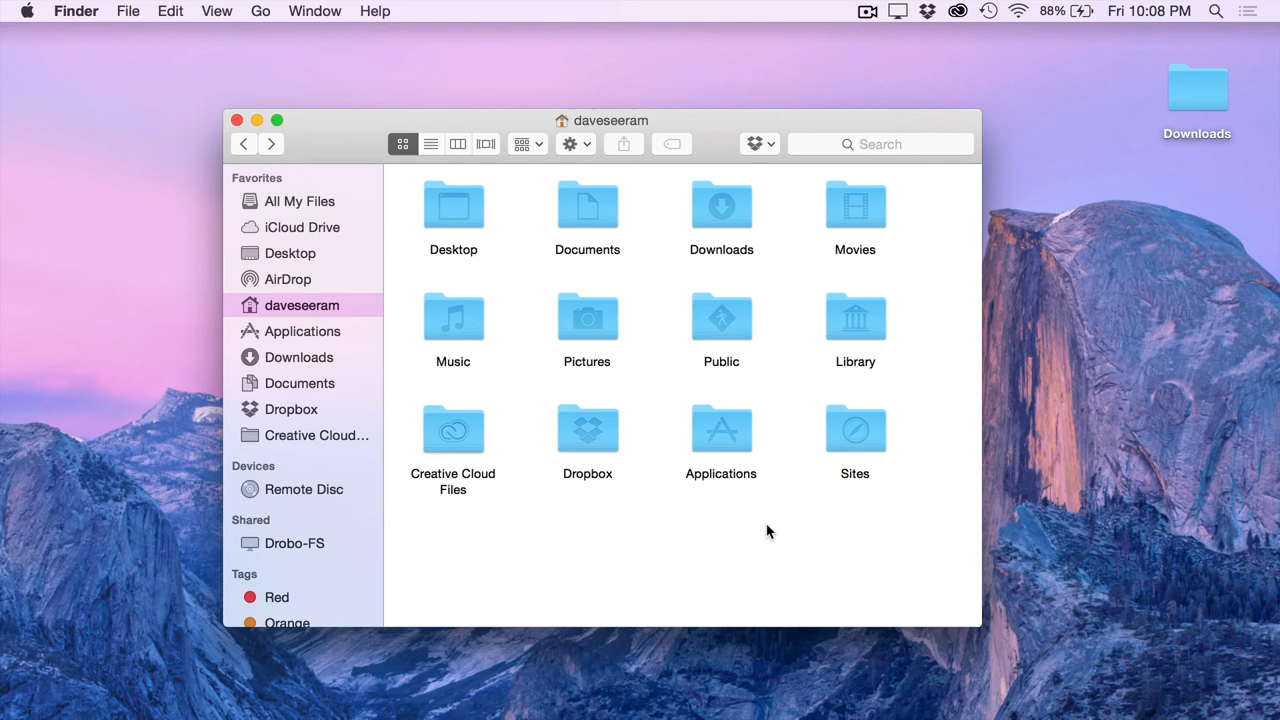 Finder File Edit View Go Window Help 88% Fri 10:08 PM
Downloads
daveseeram
Search
Favorites
All My Files
iCloud Drive
Desktop
AirDrop
daveseeram
Applications
Downloads
Documents
Dropbox
Creative Cloud...
Devices
Remote Disc
Shared
Drobo-FS
Tags
Red
Orange
Desktop Documents Downloads Movies
Music Pictures Public Library
Creative Cloud Files Dropbox Applications Sites